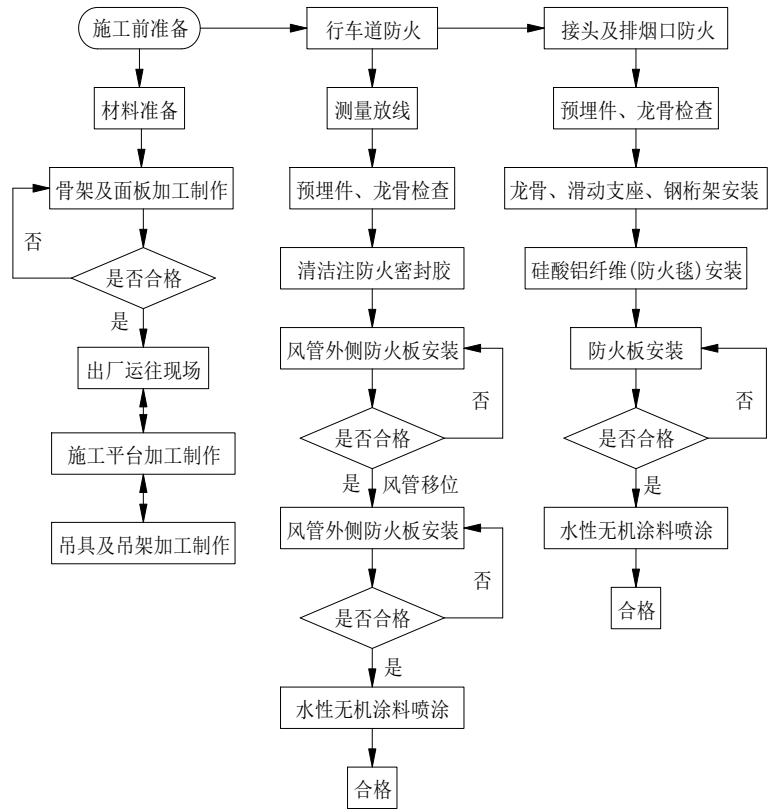 施工前准备
行车道防火
接头及排烟口防火
材料准备
骨架及面板加工制作
否
是否合格
是
出厂运往现场
施工平台加工制作
吊具及吊架加工制作
测量放线
预埋件、龙骨检查
清洁注防火密封胶
风管外侧防火板安装
否
是否合格
是
风管移位
风管外侧防火板安装
否
是否合格
是
水性无机涂料喷涂
合格
预埋件、龙骨检查
龙骨、滑动支座、钢桁架安装
硅酸铝纤维(防火毯)安装
防火板安装
否
是否合格
是
水性无机涂料喷涂
合格